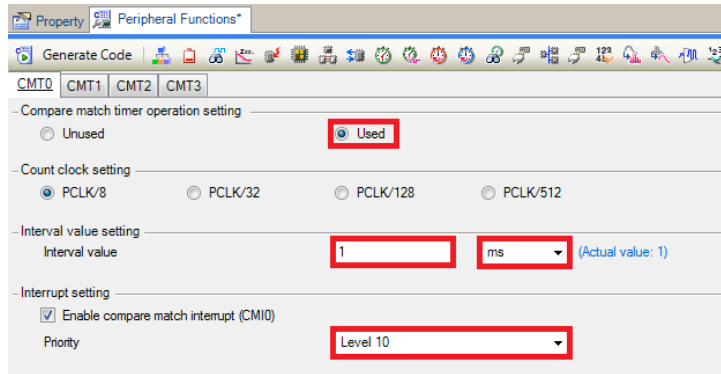 Property Peripheral Functions*
Generate Code
CMT0 CMT1 CMT2 CMT3
Compare match timer operation setting
Unused Used
Count clock setting
PCLK/8 PCLK/32 PCLK/128 PCLK/512
Interval value setting
Interval value 1 ms (Actual value: 1)
Interrupt setting
Enable compare match interrupt (CMI0)
Priority Level 10